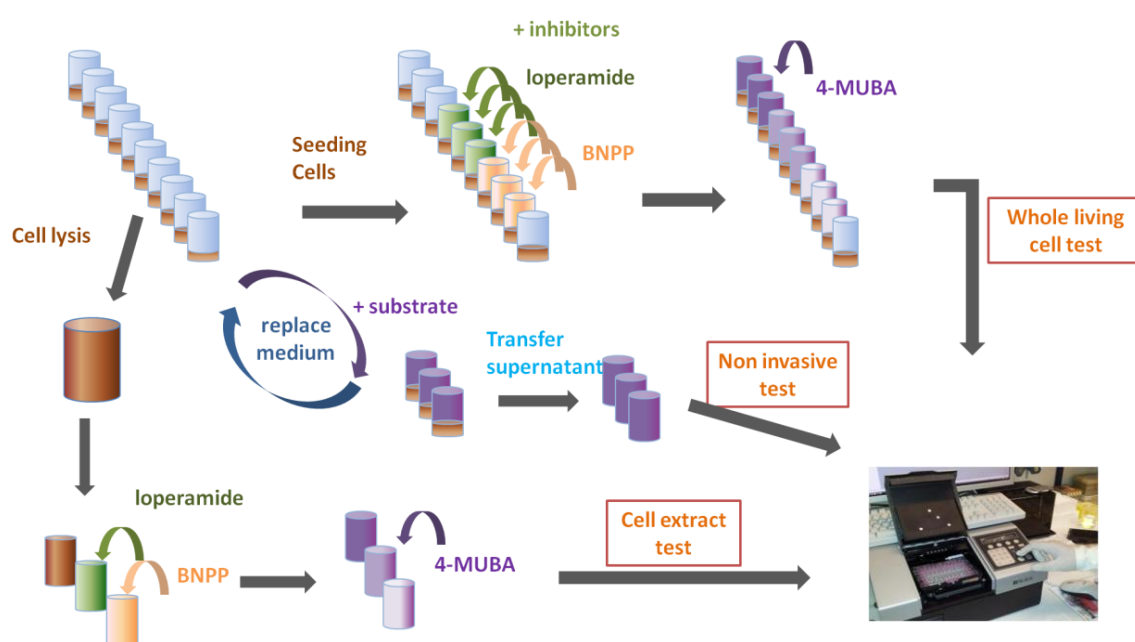 + inhibitors
loperamide
4-MUBA
Seeding
Cells
BNPP
Whole living
cell test
Cell lysis
+ substrate
replace
medium
Transfer
supernatant
Non invasive
test
loperamide
Cell extract
test
BNPP
4-MUBA